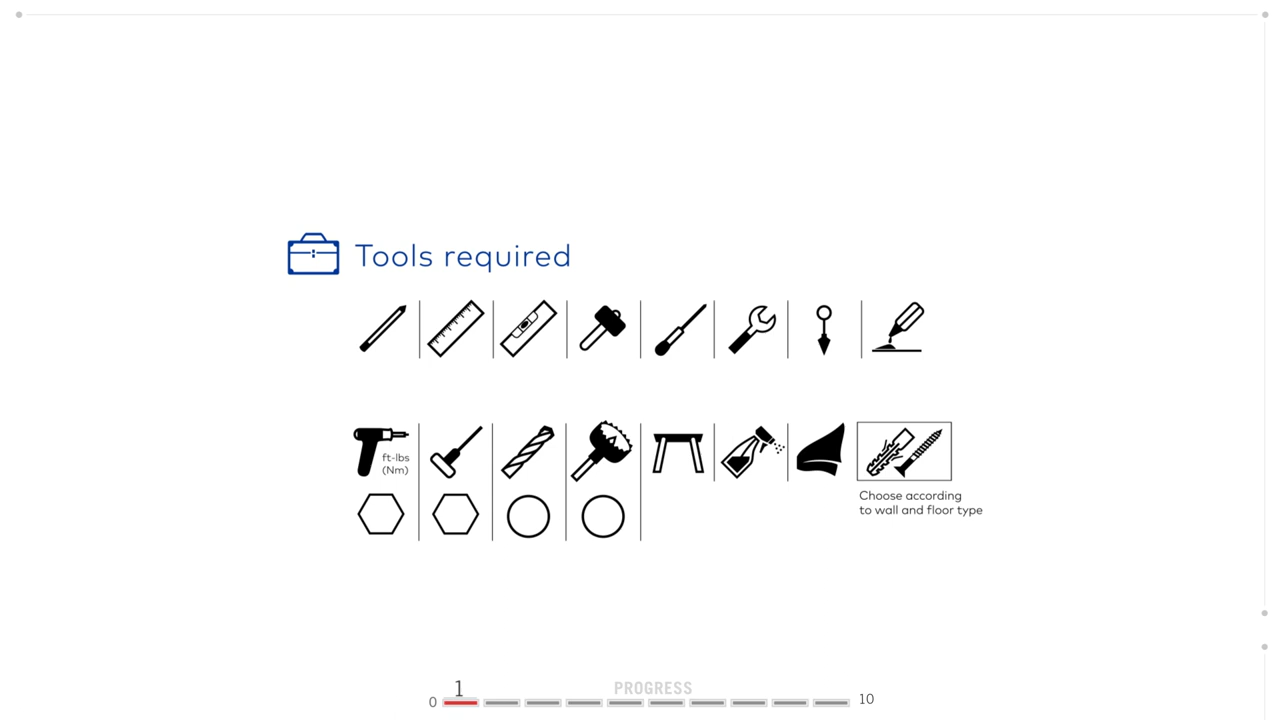 Tools required
ft-lbs
(Nm)
Choose according
to wall and floor type
PROGRESS
1
0
10